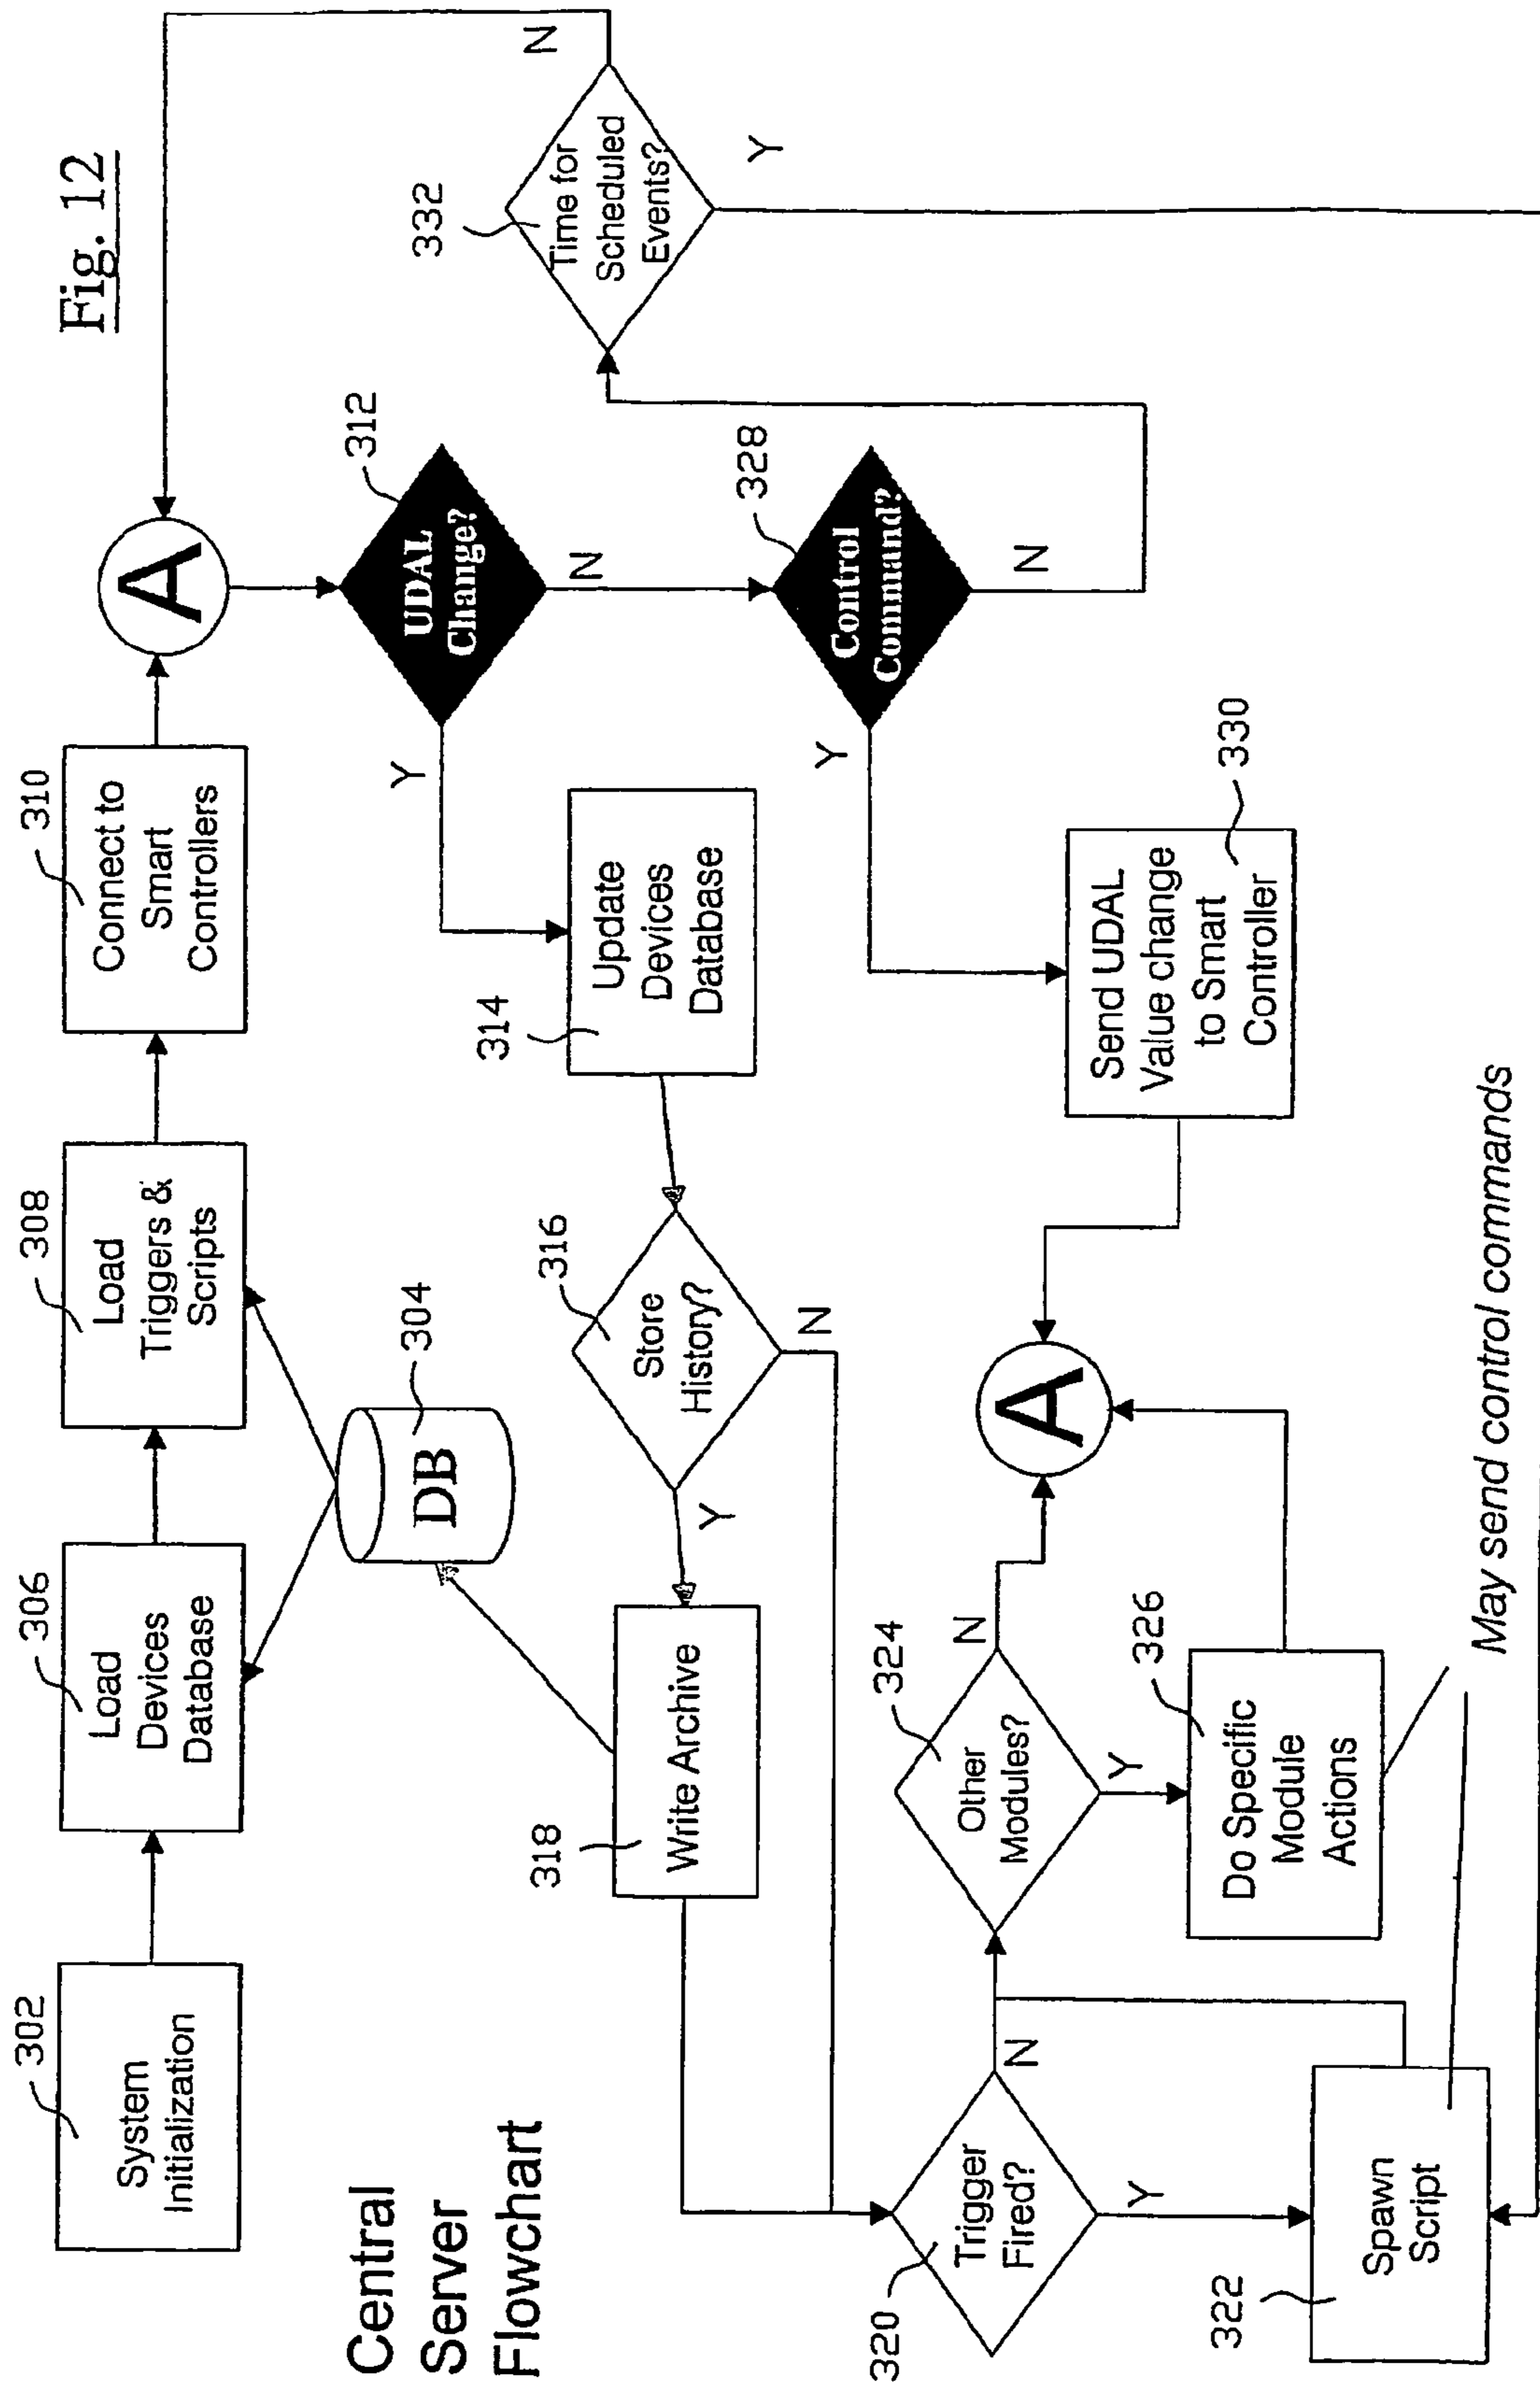 Fig. 12
Central
Server
Flowchart
302
System
Initialization
306
Load
Devices
Database
308
Load
Triggers &
Scripts
310
Connect to
Smart
Controllers
A
304
DB
312
UDAL
Change?
Y
N
314
Update
Devices
Database
316
Store
History?
Y
N
318
Write Archive
320
Trigger
Fired?
N
Y
322
Spawn
Script
324
Other
Modules?
N
Y
326
Do Specific
Module
Actions
A
328
Control
Command?
Y
N
330
Send UDAL
Value change
to Smart
Controller
332
Time for
Scheduled
Events?
N
Y
May send control commands